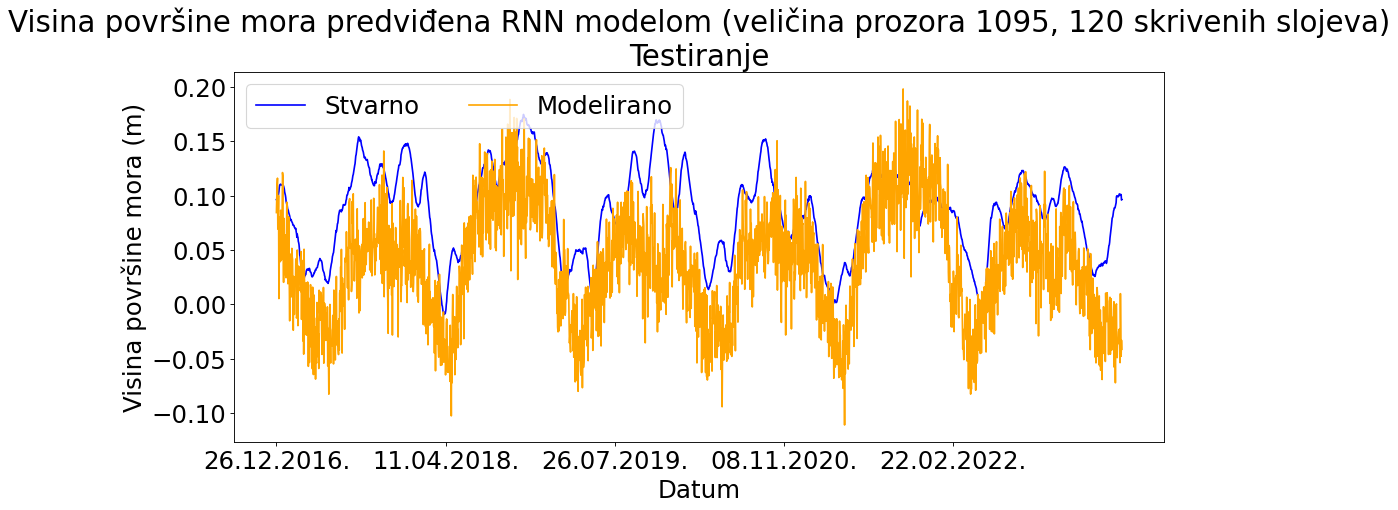 Visina površine mora predviđena RNN modelom (veličina prozora 1095, 120 skrivenih slojeva)
Testiranje
Stvarno Modelirano
Visina površine mora (m)
0.20
0.15
0.10
0.05
0.00
−0.05
−0.10
26.12.2016. 11.04.2018. 26.07.2019. 08.11.2020. 22.02.2022.
Datum